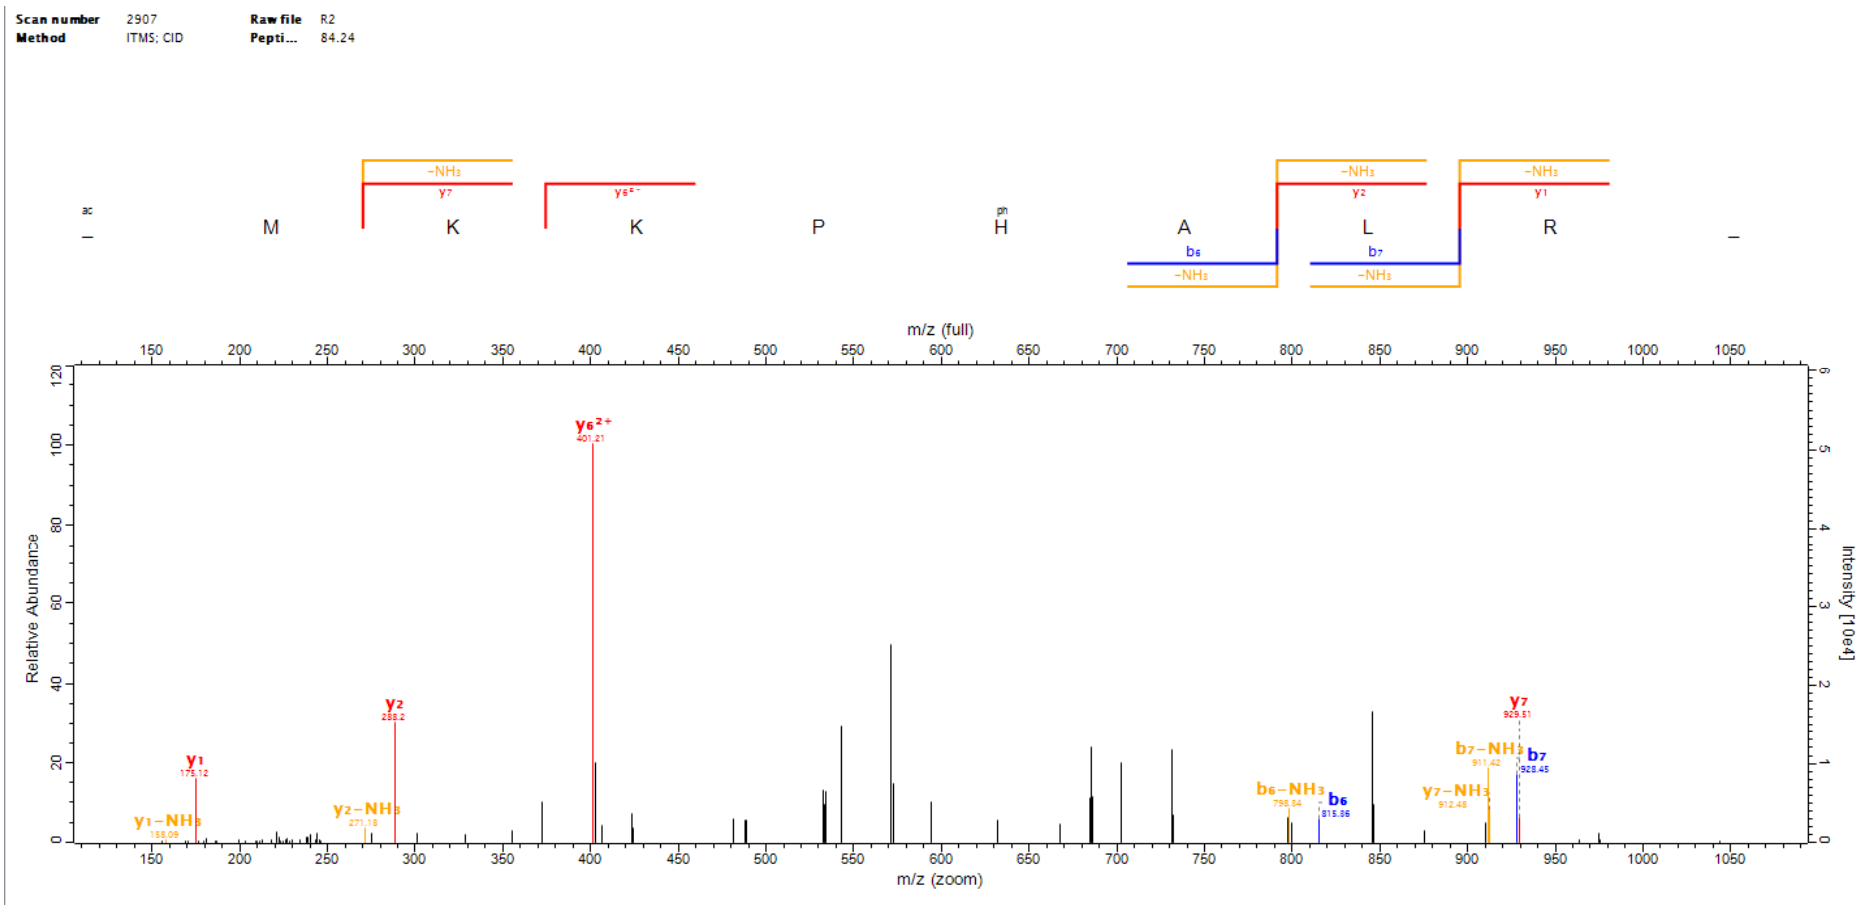 Scan number 2907 Raw file R2
Method ITMS; CID Pepti... 84.24
−NH₃ −NH₃ −NH₃
y₇ y₂ y₁
ac ph
_ M K K P H A L R _
b₆ b₇
−NH₃ −NH₃
m/z (full)
150 200 250 300 350 400 450 500 550 600 650 700 750 800 850 900 950 1000 1050
120 100 80 60 40 20 0
Relative Abundance
6 5 4 3 2 1 0
Intensity [10e4]
y₆²⁺
401.21
y₂
288.2
y₇
929.51
y₁
175.12
b₇−NH₃
911.42
b₇
928.45
y₂−NH₃
271.18
y₁−NH₃
158.09
b₆−NH₃
798.84
b₆
815.86
y₇−NH₃
912.48
150 200 250 300 350 400 450 500 550 600 650 700 750 800 850 900 950 1000 1050
m/z (zoom)